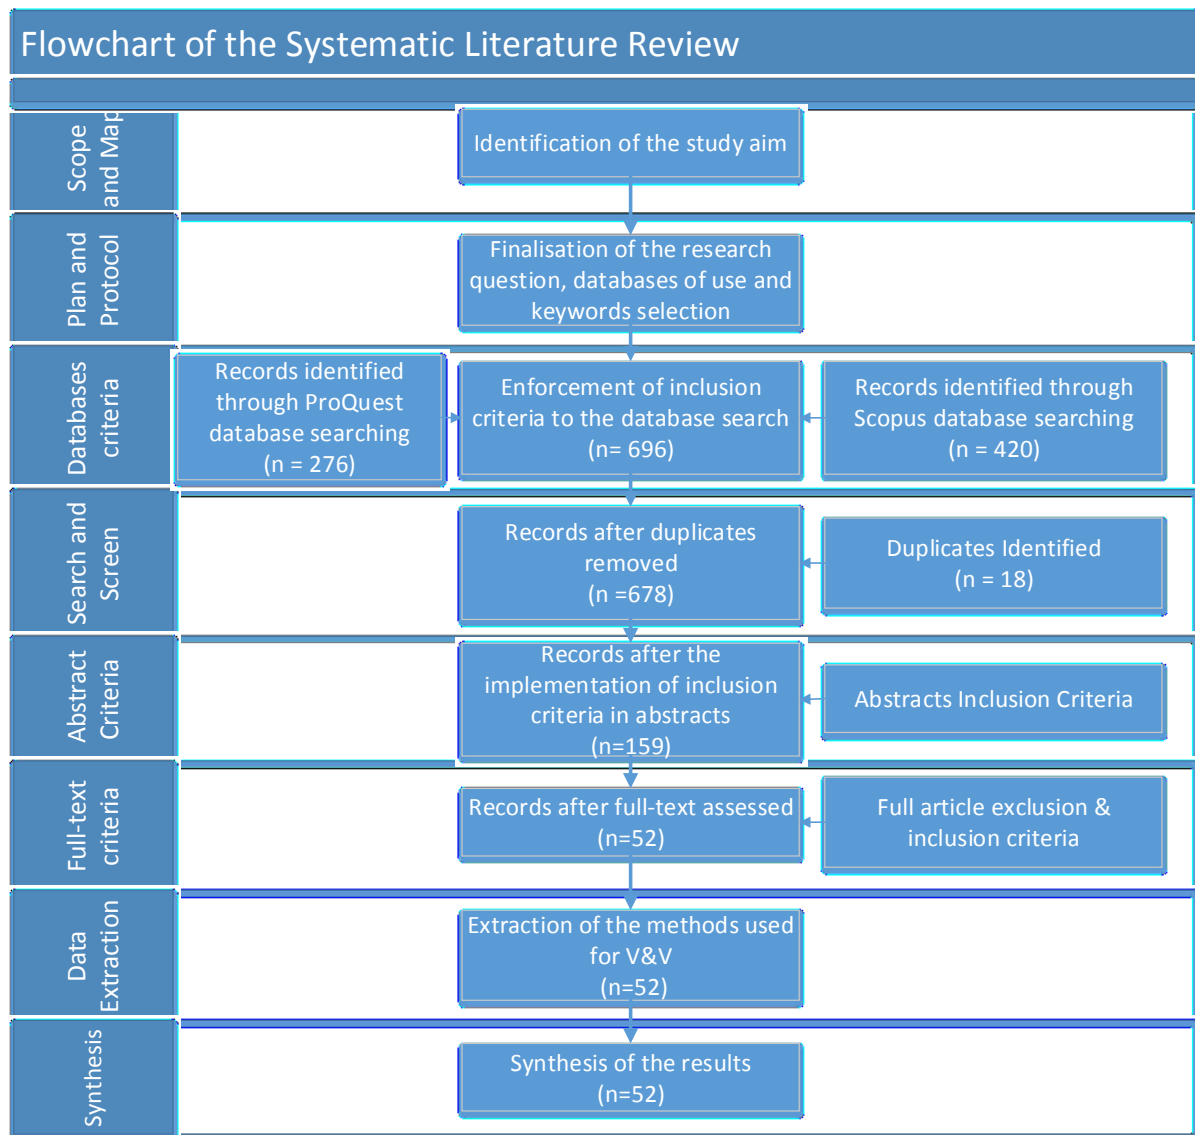 Flowchart of the Systematic Literature Review
Scope
and Map
Identification of the study aim
Plan and
Protocol
Finalisation of the research
question, databases of use and
keywords selection
Databases
criteria
Records identified
through ProQuest
database searching
(n = 276)
Enforcement of inclusion
criteria to the database search
(n= 696)
Records identified through
Scopus database searching
(n = 420)
Search and
Screen
Records after duplicates
removed
(n =678)
Duplicates Identified
(n = 18)
Abstract
Criteria
Records after the
implementation of inclusion
criteria in abstracts
(n=159)
Abstracts Inclusion Criteria
Full-text
criteria
Records after full-text assessed
(n=52)
Full article exclusion &
inclusion criteria
Data
Extraction
Extraction of the methods used
for V&V
(n=52)
Synthesis
Synthesis of the results
(n=52)